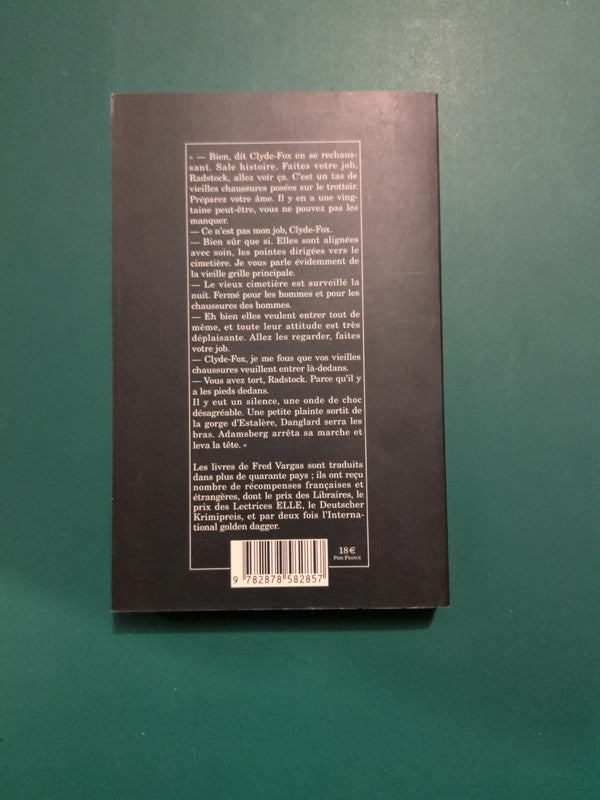 « — Bien, dit Clyde-Fox en se rechaus-
sant. Sale histoire. Faites votre job,
Radstock, allez voir ça. C'est un tas de
vieilles chaussures posées sur le trottoir.
Préparez votre âme. Il y en a une ving-
taine peut-être, vous ne pouvez pas les
manquer.
— Ce n'est pas mon job, Clyde-Fox.
— Bien sûr que si. Elles sont alignées
avec soin, les pointes dirigées vers le
cimetière. Je vous parle évidemment de
la vieille grille principale.
— Le vieux cimetière est surveillé la
nuit. Fermé pour les hommes et pour les
chaussures des hommes.
— Eh bien elles veulent entrer tout de
même, et toute leur attitude est très
déplaisante. Allez les regarder, faites
votre job.
— Clyde-Fox, je me fous que vos vieilles
chaussures veuillent entrer là-dedans.
— Vous avez tort, Radstock. Parce qu'il y
a les pieds dedans.
Il y eut un silence, une onde de choc
désagréable. Une petite plainte sortit de
la gorge d'Estalère, Danglard serra les
bras. Adamsberg arrêta sa marche et
leva la tête. »
Les livres de Fred Vargas sont traduits
dans plus de quarante pays ; ils ont reçu
nombre de récompenses françaises et
étrangères, dont le prix des Libraires, le
prix des Lectrices ELLE, le Deutscher
Krimipreis, et par deux fois l'Interna-
tional golden dagger.
18 €
PRIX FRANCE
9 782878 582857